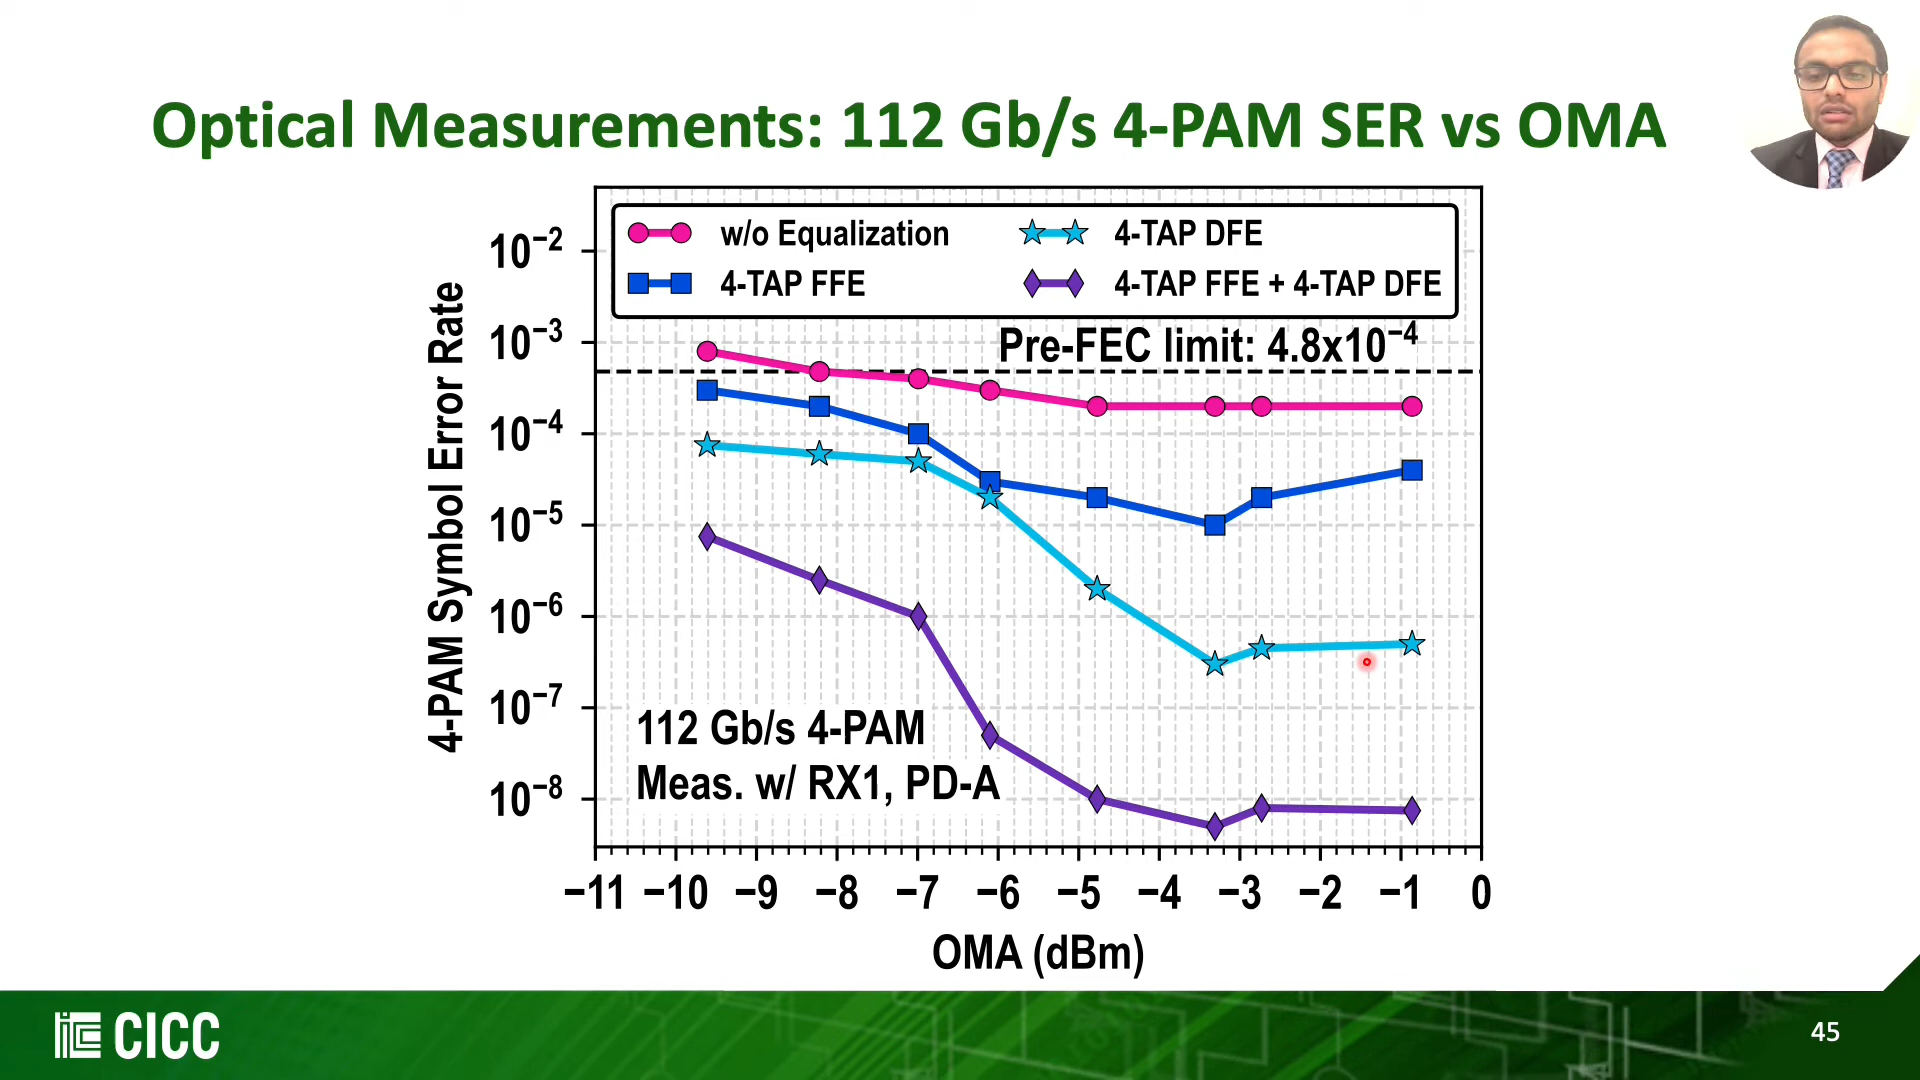 Optical Measurements: 112 Gb/s 4-PAM SER vs OMA
w/o Equalization
4-TAP DFE
4-TAP FFE
4-TAP FFE + 4-TAP DFE
Pre-FEC limit: 4.8x10⁻⁴
4-PAM Symbol Error Rate
10⁻²
10⁻³
10⁻⁴
10⁻⁵
10⁻⁶
10⁻⁷
10⁻⁸
112 Gb/s 4-PAM
Meas. w/ RX1, PD-A
−11 −10 −9 −8 −7 −6 −5 −4 −3 −2 −1 0
OMA (dBm)
CICC
45